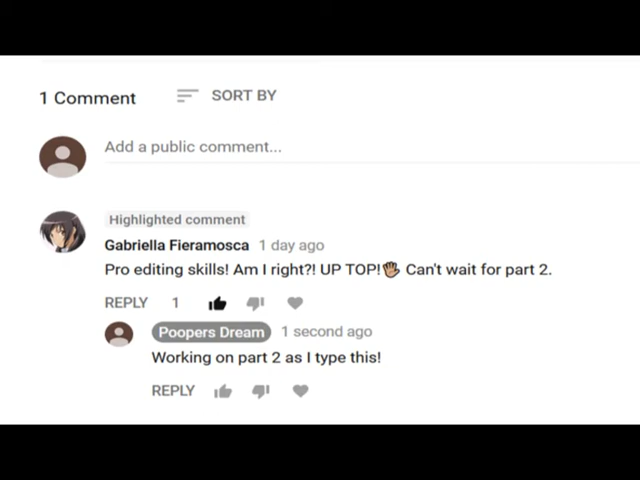 1 Comment SORT BY
Add a public comment...
Highlighted comment
Gabriella Fieramosca 1 day ago
Pro editing skills! Am I right?! UP TOP!🖐🏽 Can't wait for part 2.
REPLY 1
Poopers Dream 1 second ago
Working on part 2 as I type this!
REPLY